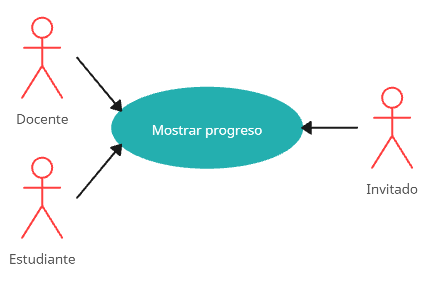 Docente
Mostrar progreso
Invitado
Estudiante